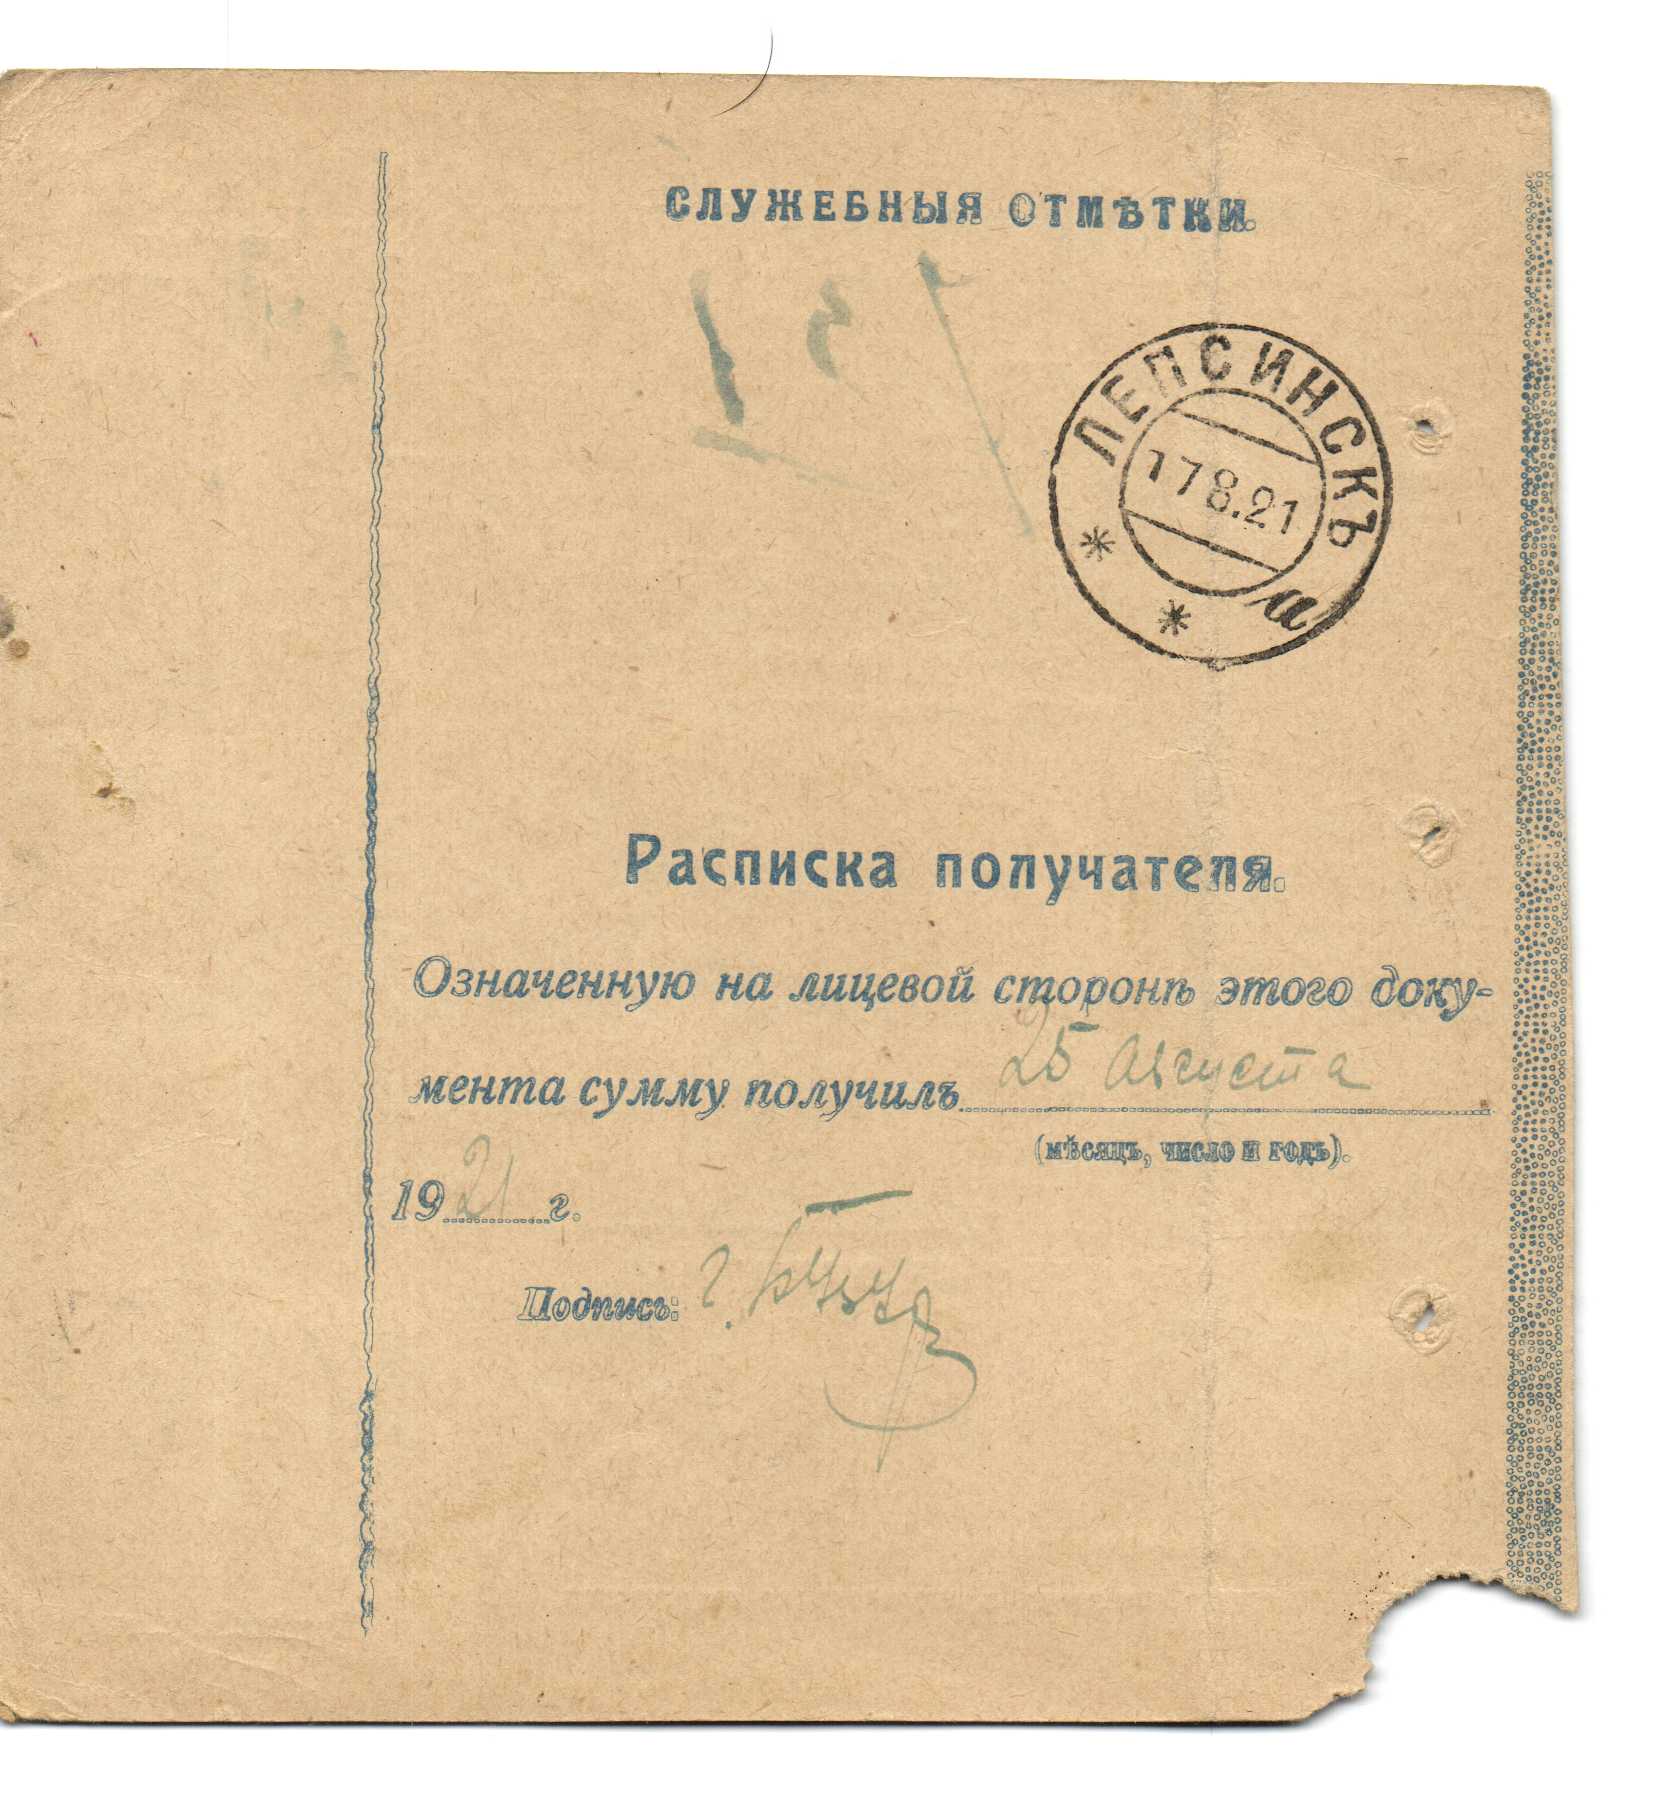 СЛУЖЕБНЫЯ ОТМѢТКИ.
ЛЕПСИНСКЪ
17 8.21
* * и
Расписка получателя.
Означенную на лицевой сторонѣ этого доку-
мента сумму получилъ 25 Августа
(мѣсяцъ, число и годъ).
1921 г.
Подпись: